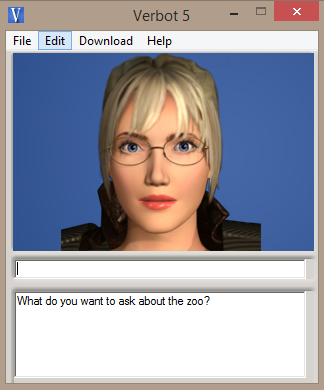 Verbot 5
File Edit Download Help
What do you want to ask about the zoo?